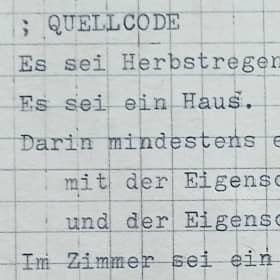 ; QUELLCODE
Es sei Herbstregen
Es sei ein Haus.
Darin mindestens e
mit der Eigensc
und der Eigensc
Im Zimmer sei ein